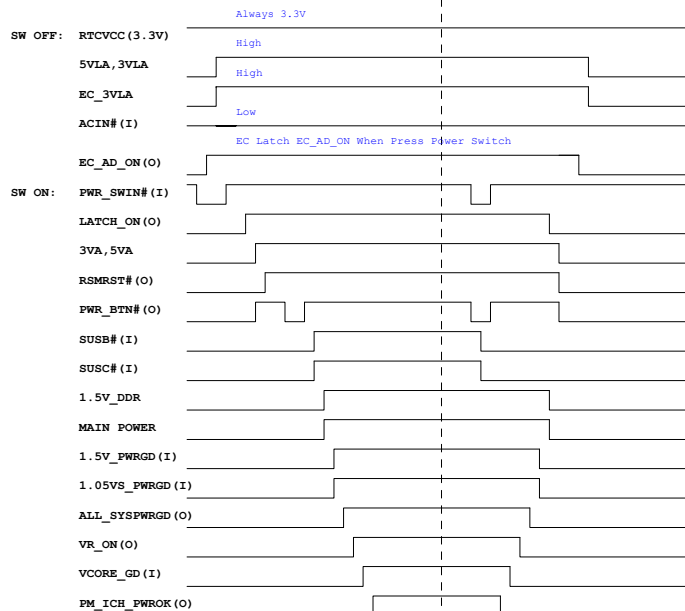 Always 3.3V
SW OFF: RTCVCC(3.3V)
High
5VLA,3VLA
High
EC_3VLA
Low
ACIN#(I)
EC Latch EC_AD_ON When Press Power Switch
EC_AD_ON(O)
SW ON: PWR_SWIN#(I)
LATCH_ON(O)
3VA,5VA
RSMRST#(O)
PWR_BTN#(O)
SUSB#(I)
SUSC#(I)
1.5V_DDR
MAIN POWER
1.5V_PWRGD(I)
1.05VS_PWRGD(I)
ALL_SYSPWRGD(O)
VR_ON(O)
VCORE_GD(I)
PM_ICH_PWROK(O)